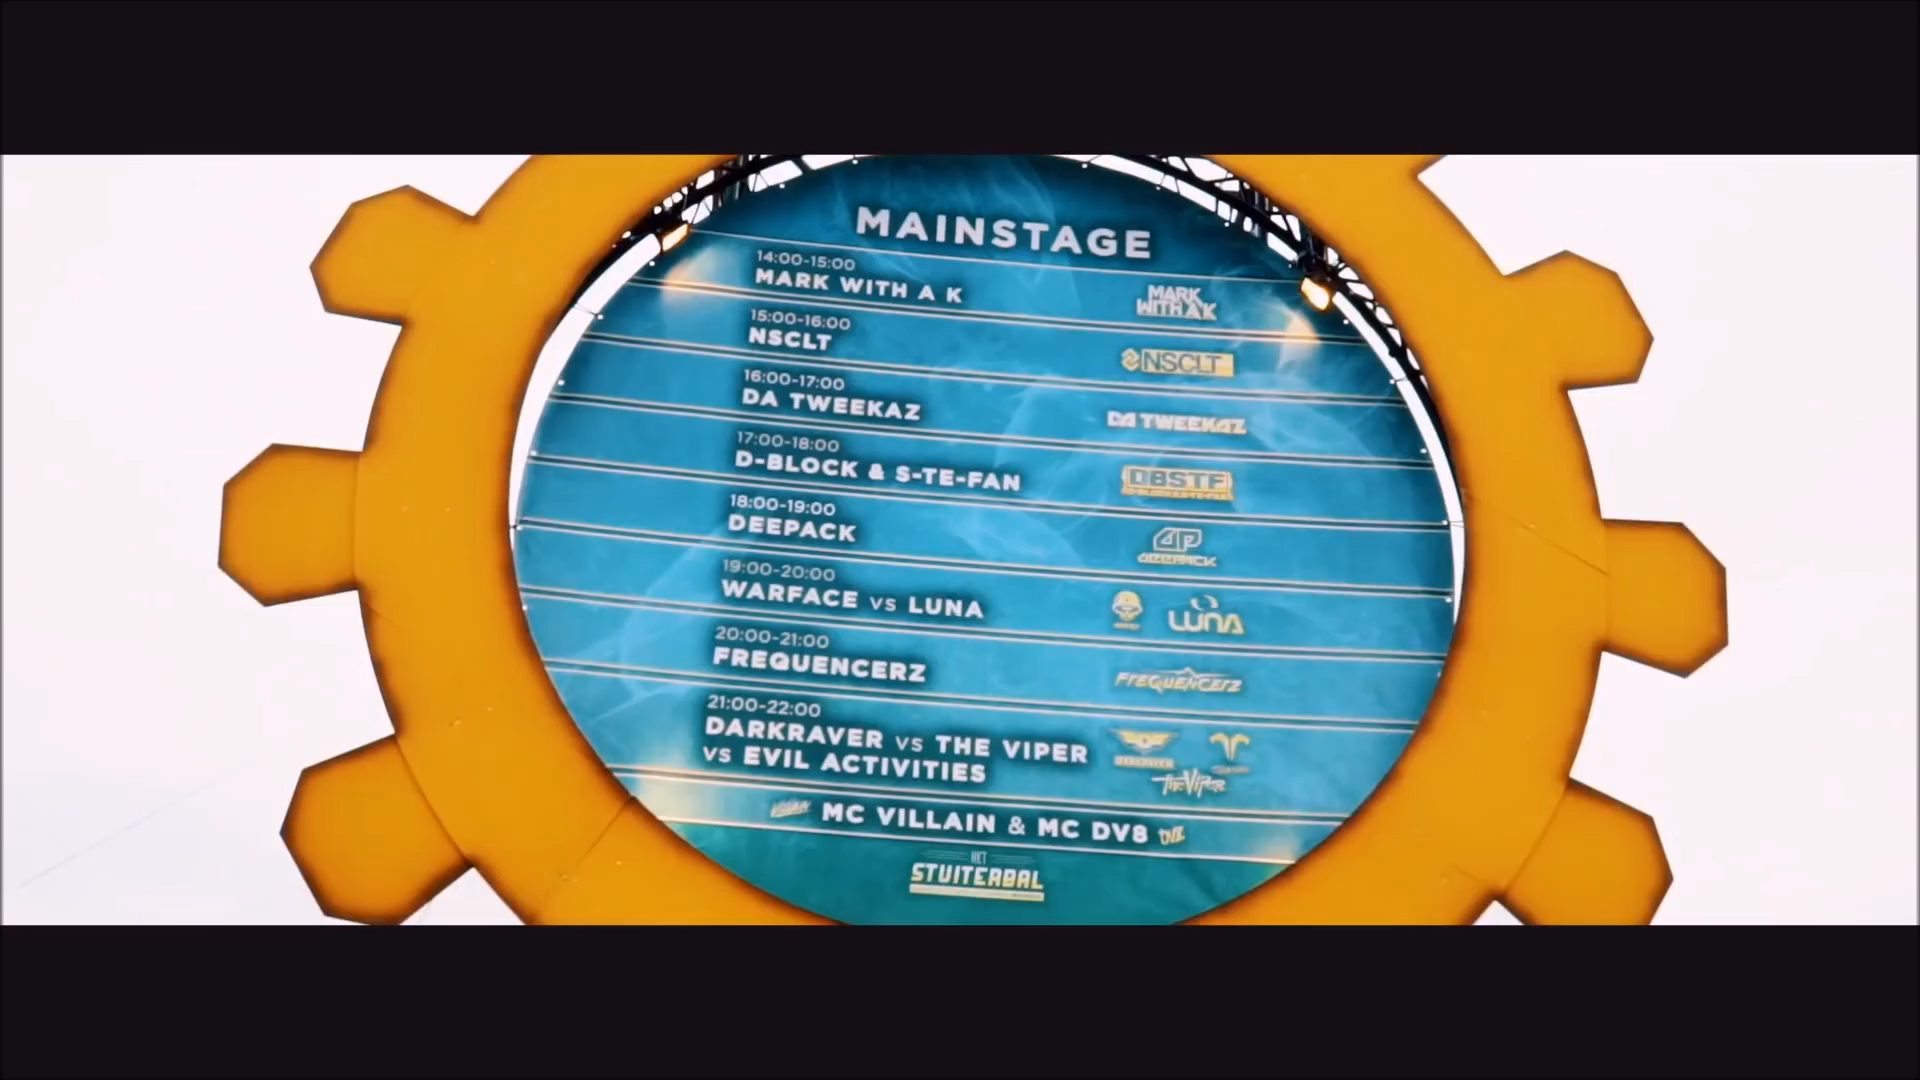 MAINSTAGE
14:00-15:00
MARK WITH A K
MARK
WITH A K
15:00-16:00
NSCLT
NSCLT
16:00-17:00
DA TWEEKAZ
DA TWEEKAZ
17:00-18:00
D-BLOCK & S-TE-FAN
DBSTF
18:00-19:00
DEEPACK
DEEPACK
19:00-20:00
WARFACE VS LUNA
LUNA
20:00-21:00
FREQUENCERZ
FREQUENCERZ
21:00-22:00
DARKRAVER VS THE VIPER
VS EVIL ACTIVITIES
THE VIPER
MC VILLAIN & MC DV8
HET
STUITERBAL